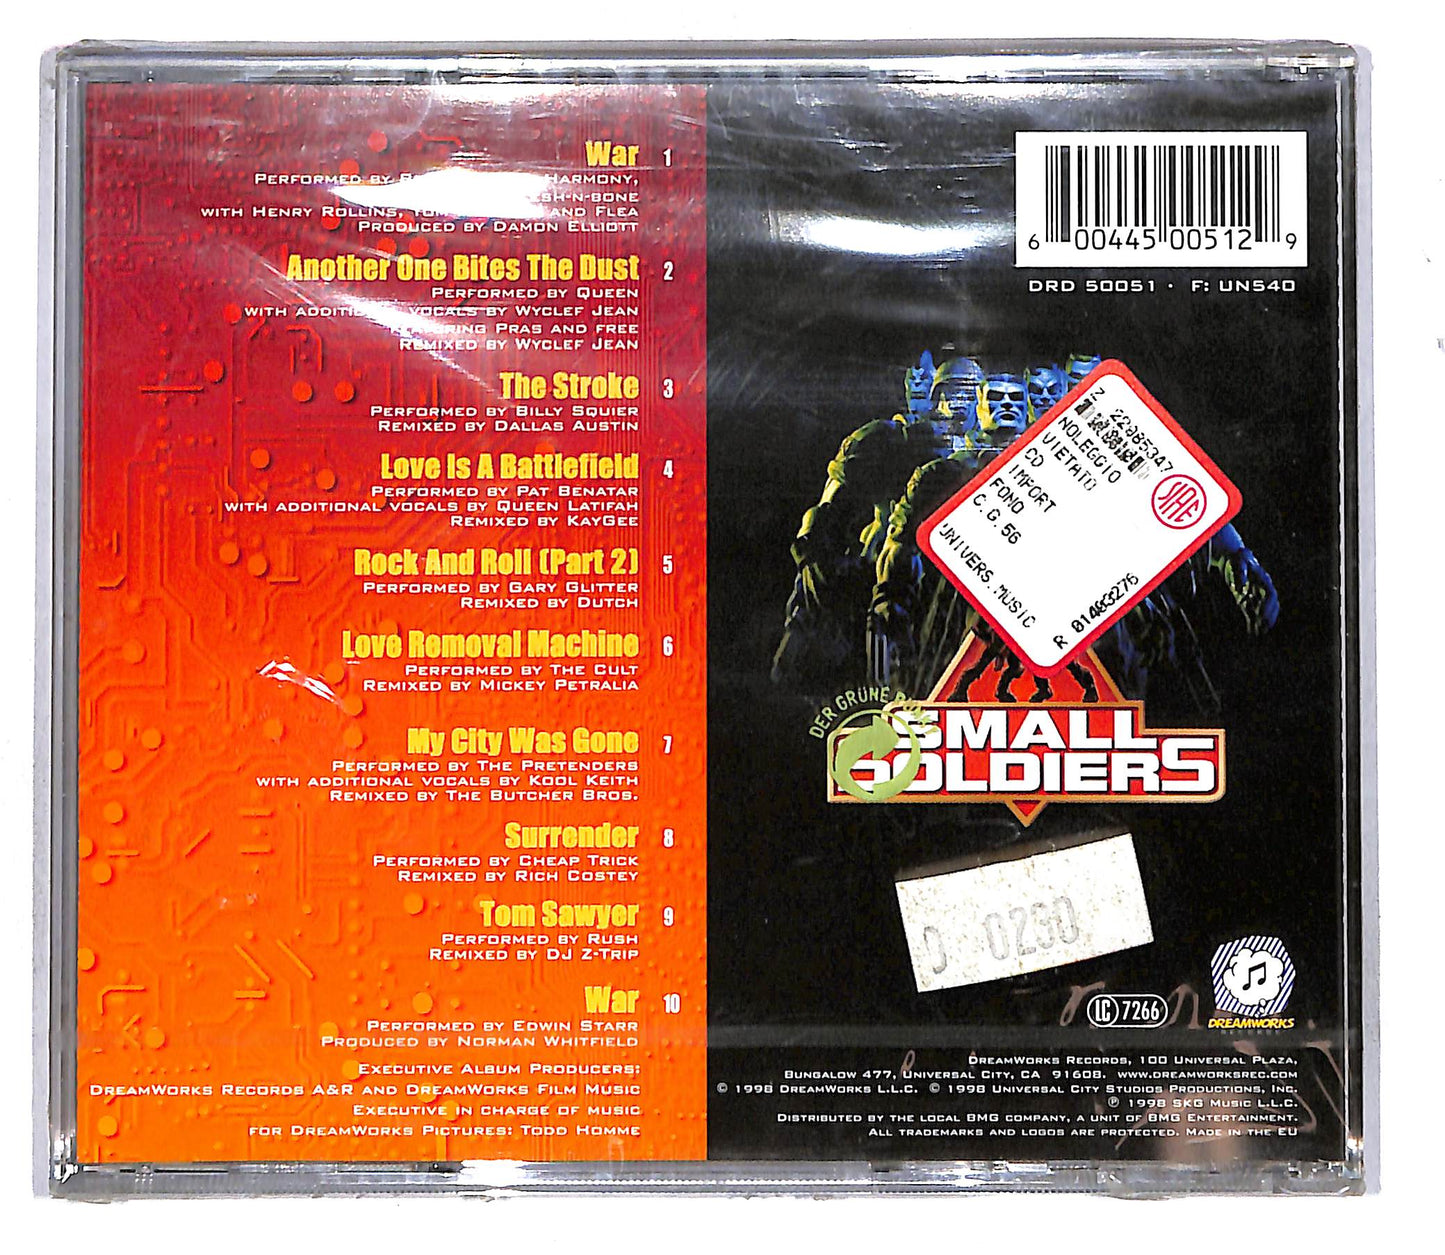 War 1
Performed by Harmony,
sh-n-Bone
with Henry Rollins, Tom and Flea
Produced by Damon Elliott
Another One Bites The Dust 2
Performed by Queen
with additional vocals by Wyclef Jean
featuring Pras and Free
Remixed by Wyclef Jean
The Stroke 3
Performed by Billy Squier
Remixed by Dallas Austin
Love Is A Battlefield 4
Performed by Pat Benatar
with additional vocals by Queen Latifah
Remixed by KayGee
Rock And Roll (Part 2) 5
Performed by Gary Glitter
Remixed by Dutch
Love Removal Machine 6
Performed by The Cult
Remixed by Mickey Petralia
My City Was Gone 7
Performed by The Pretenders
with additional vocals by Kool Keith
Remixed by The Butcher Bros.
Surrender 8
Performed by Cheap Trick
Remixed by Rich Costey
Tom Sawyer 9
Performed by Rush
Remixed by DJ Z-Trip
War 10
Performed by Edwin Starr
Produced by Norman Whitfield
Executive Album Producers:
DreamWorks Records A&R and DreamWorks Film Music
Executive in charge of music
for DreamWorks Pictures: Todd Homme
6 00445 00512 9
DRD 50051 · F: UN540
Z 22985347
NOLEGGIO
VIETATO
CD
IMPORT
FONO
C.G.56
UNIVERS.MUSIC
R 01483276
SIAE
DER GRÜNE PUNKT
SMALL
SOLDIERS
D 0290
LC 7266
DREAMWORKS
RECORDS
DreamWorks Records, 100 Universal Plaza,
Bungalow 477, Universal City, CA 91608. www.dreamworksrec.com
© 1998 DreamWorks L.L.C. © 1998 Universal City Studios Productions, Inc.
℗ 1998 SKG Music L.L.C.
Distributed by the local BMG company, a unit of BMG Entertainment.
All trademarks and logos are protected. Made in the EU